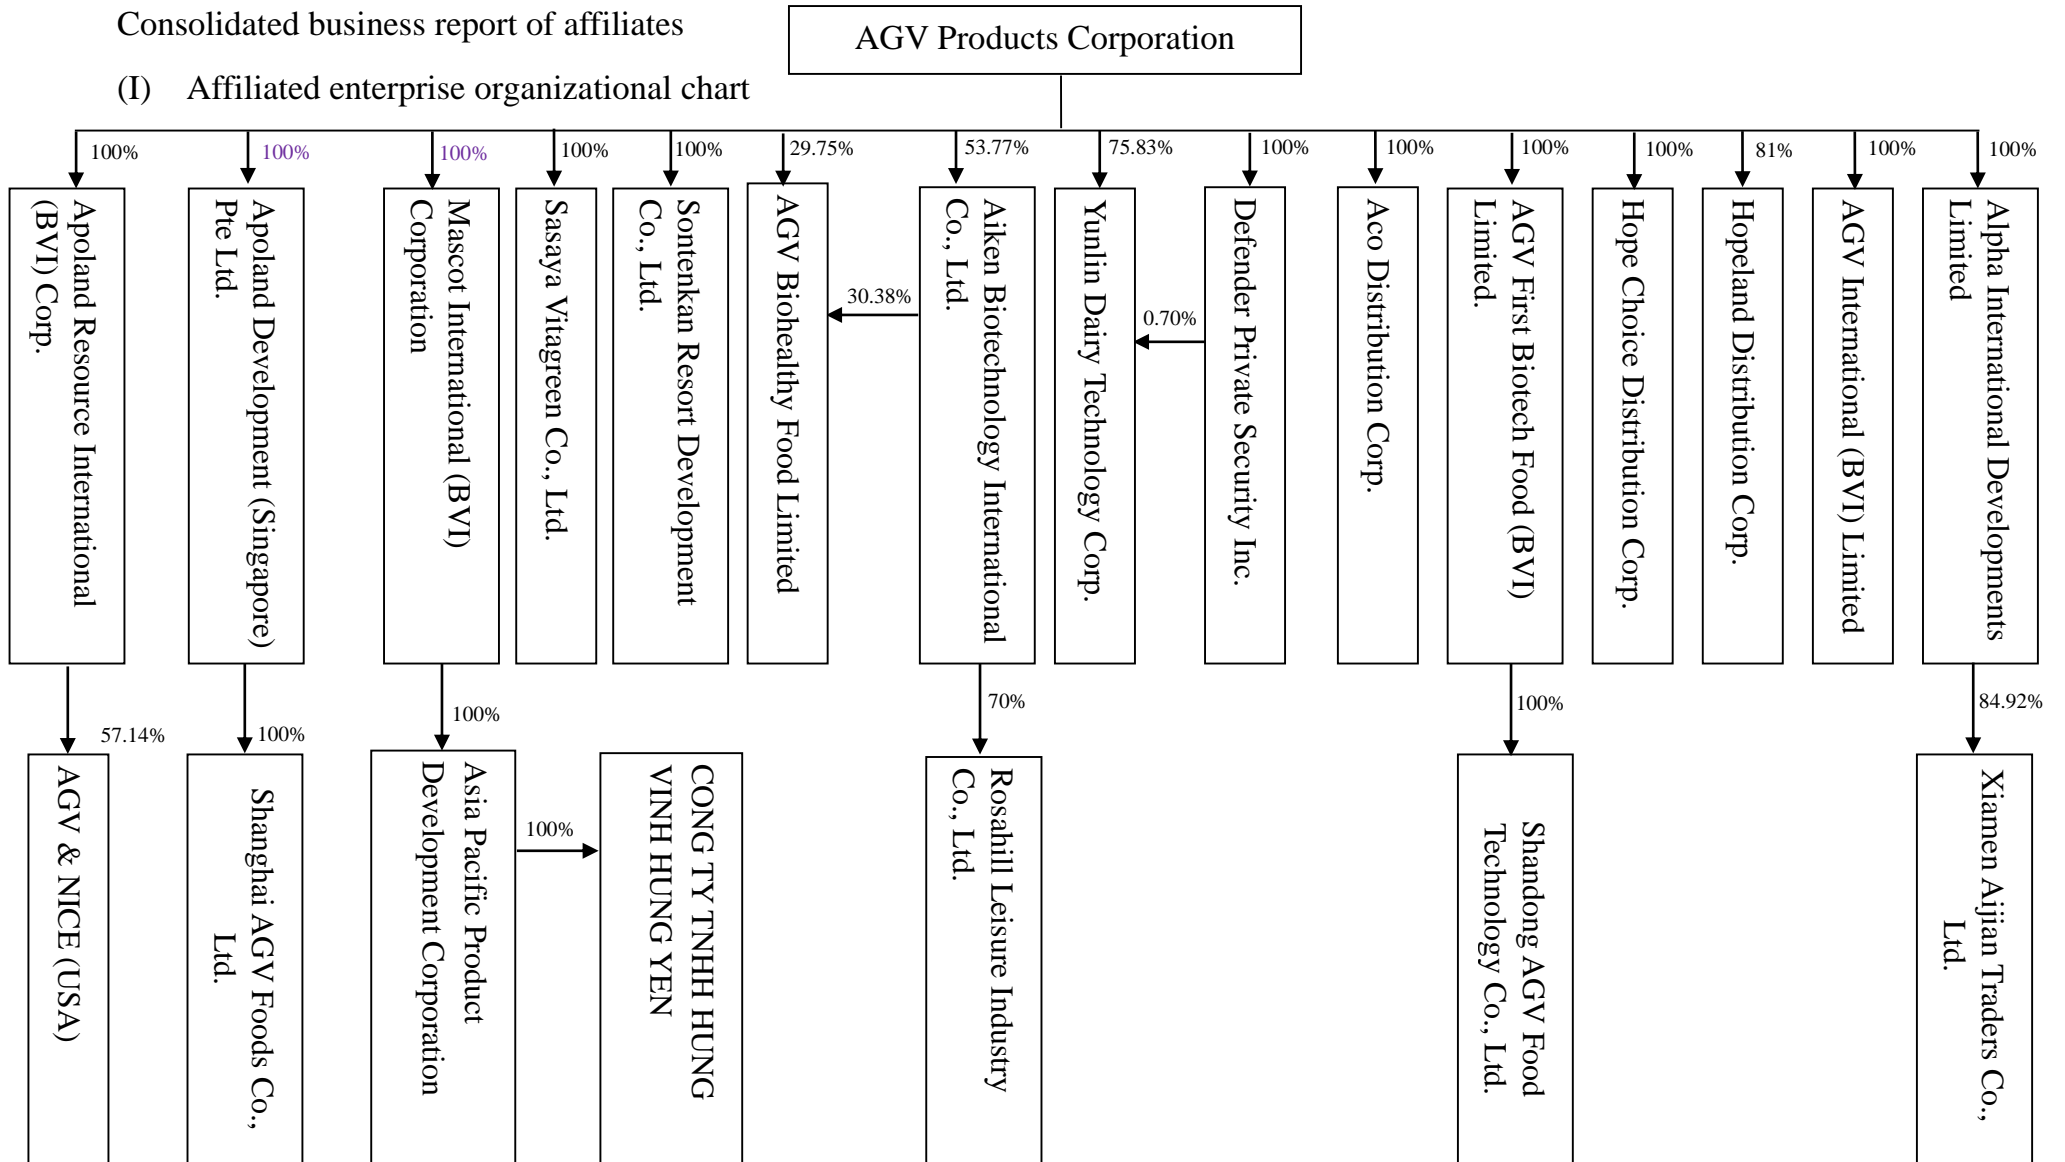 Consolidated business report of affiliates
AGV Products Corporation
(I) Affiliated enterprise organizational chart
100%
100%
100%
100%
100%
29.75%
53.77%
75.83%
100%
100%
100%
100%
81%
100%
100%
Apoland Resource International
(BVI) Corp.
Apoland Development (Singapore)
Pte Ltd.
Mascot International (BVI)
Corporation
Sasaya Vitagreen Co., Ltd.
Sontenkan Resort Development
Co., Ltd.
AGV Biohealthy Food Limited
30.38%
Aiken Biotechnology International
Co., Ltd.
Yunlin Dairy Technology Corp.
0.70%
Defender Private Security Inc.
Aco Distribution Corp.
AGV First Biotech Food (BVI)
Limited.
Hope Choice Distribution Corp.
Hopeland Distribution Corp.
AGV International (BVI) Limited
Alpha International Developments
Limited
57.14%
100%
100%
70%
100%
84.92%
AGV & NICE (USA)
Shanghai AGV Foods Co.,
Ltd.
Asia Pacific Product
Development Corporation
100%
CONG TY TNHH HUNG
VINH HUNG YEN
Rosahill Leisure Industry
Co., Ltd.
Shandong AGV Food
Technology Co., Ltd.
Xiamen Aijian Traders Co.,
Ltd.